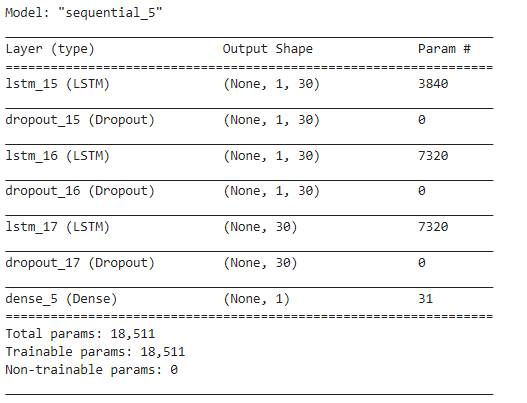 Model: "sequential_5"
Layer (type) Output Shape Param #
lstm_15 (LSTM) (None, 1, 30) 3840
dropout_15 (Dropout) (None, 1, 30) 0
lstm_16 (LSTM) (None, 1, 30) 7320
dropout_16 (Dropout) (None, 1, 30) 0
lstm_17 (LSTM) (None, 30) 7320
dropout_17 (Dropout) (None, 30) 0
dense_5 (Dense) (None, 1) 31
Total params: 18,511
Trainable params: 18,511
Non-trainable params: 0